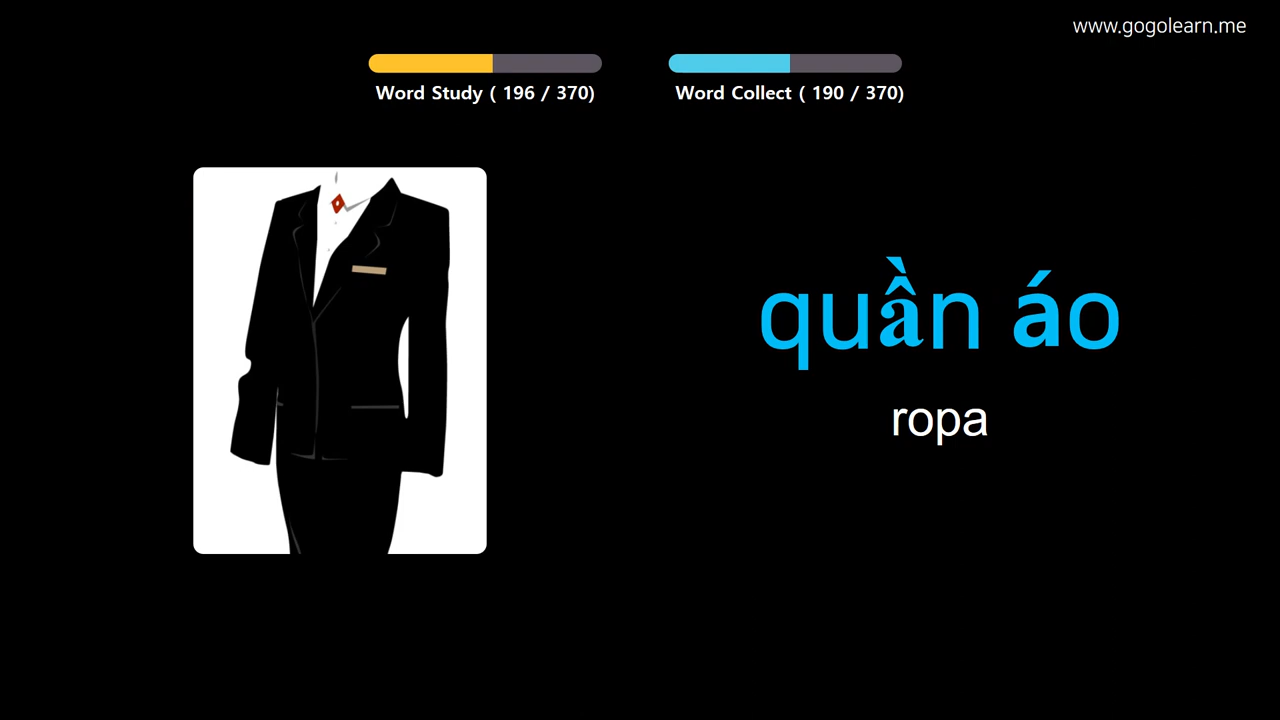 www.gogolearn.me
Word Study ( 196 / 370)
Word Collect ( 190 / 370)
quần áo
ropa